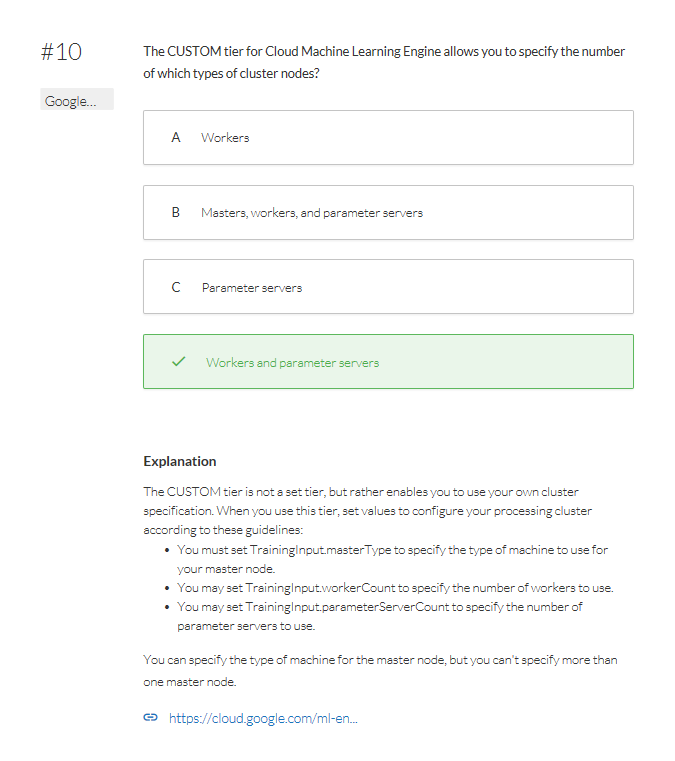 #10
Google...
The CUSTOM tier for Cloud Machine Learning Engine allows you to specify the number
of which types of cluster nodes?
A Workers
B Masters, workers, and parameter servers
C Parameter servers
Workers and parameter servers
Explanation
The CUSTOM tier is not a set tier, but rather enables you to use your own cluster
specification. When you use this tier, set values to configure your processing cluster
according to these guidelines:
• You must set TrainingInput.masterType to specify the type of machine to use for
your master node.
• You may set TrainingInput.workerCount to specify the number of workers to use.
• You may set TrainingInput.parameterServerCount to specify the number of
parameter servers to use.
You can specify the type of machine for the master node, but you can't specify more than
one master node.
https://cloud.google.com/ml-en...